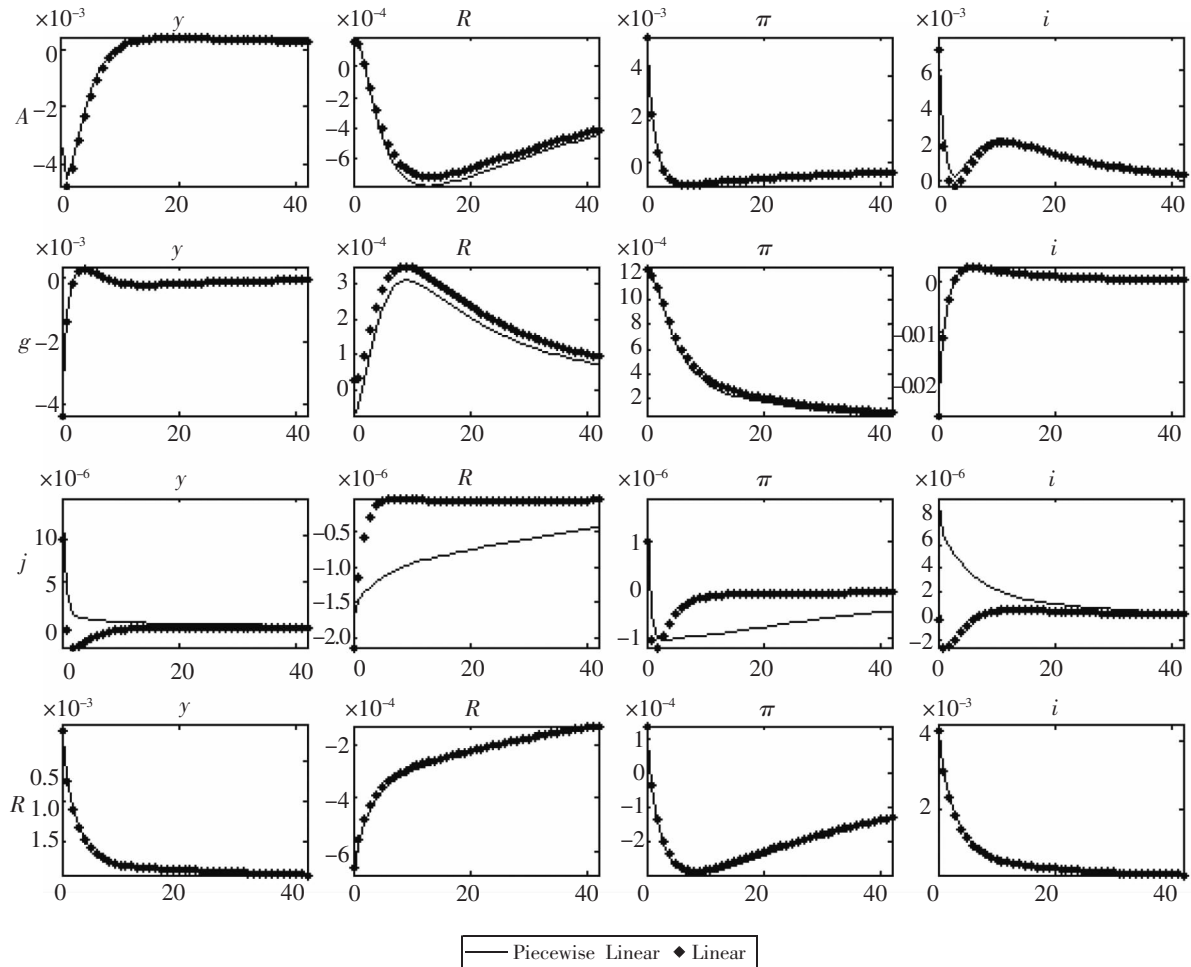 ×10⁻³ y ×10⁻⁴ R ×10⁻³ π ×10⁻³ i
A
0 −2 −4 0 20 40
0 −2 −4 −6 0 20 40
4 2 0 0 20 40
6 4 2 0 0 20 40
×10⁻³ y ×10⁻⁴ R ×10⁻⁴ π i
g
0 −2 −4 0 20 40
3 2 1 0 0 20 40
12 10 8 6 4 2 0 20 40
0 −0.01 −0.02 0 20 40
×10⁻⁶ y ×10⁻⁶ R ×10⁻⁶ π ×10⁻⁶ i
j
10 5 0 0 20 40
−0.5 −1.0 −1.5 −2.0 0 20 40
1 0 −1 0 20 40
8 6 4 2 0 −2 0 20 40
×10⁻³ y ×10⁻⁴ R ×10⁻⁴ π ×10⁻³ i
R
0.5 1.0 1.5 0 20 40
−2 −4 −6 0 20 40
1 0 −1 −2 0 20 40
4 2 0 20 40
Piecewise Linear Linear